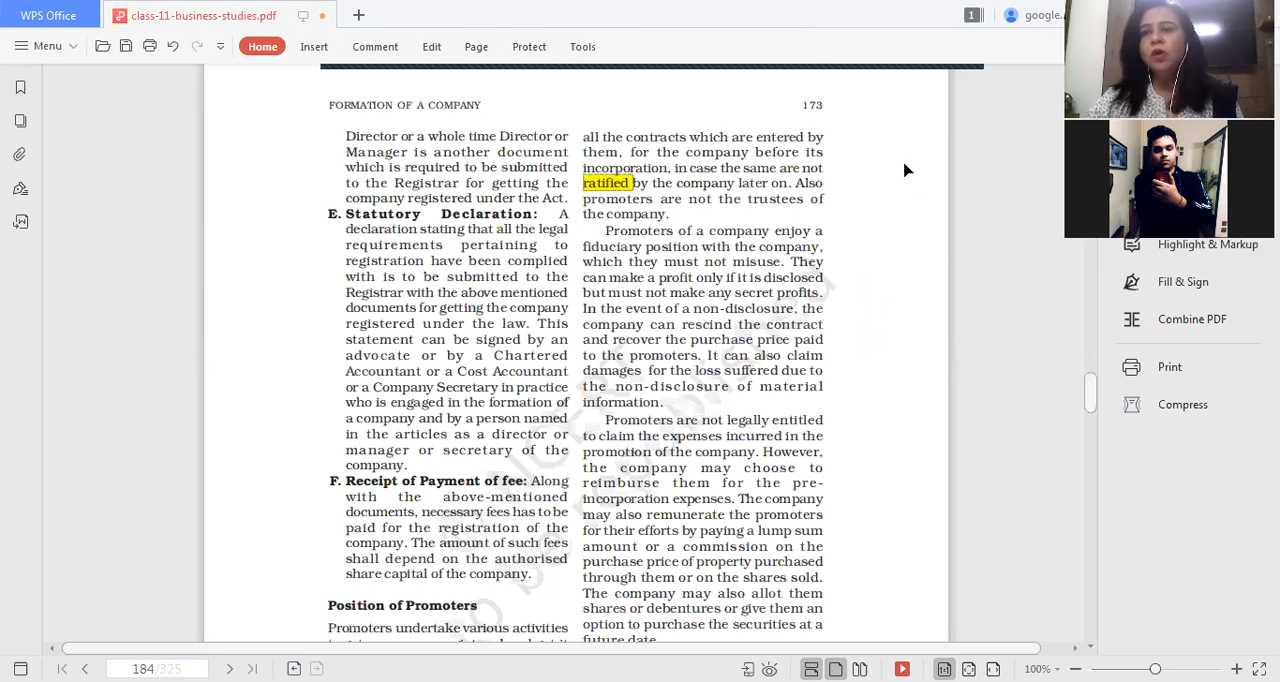 WPS Office
class-11-business-studies.pdf
1
google.
Menu
Home
Insert
Comment
Edit
Page
Protect
Tools
FORMATION OF A COMPANY
173
Director or a whole time Director or
Manager is another document
which is required to be submitted
to the Registrar for getting the
company registered under the Act.
E. Statutory Declaration: A
declaration stating that all the legal
requirements pertaining to
registration have been complied
with is to be submitted to the
Registrar with the above mentioned
documents for getting the company
registered under the law. This
statement can be signed by an
advocate or by a Chartered
Accountant or a Cost Accountant
or a Company Secretary in practice
who is engaged in the formation of
a company and by a person named
in the articles as a director or
manager or secretary of the
company.
F. Receipt of Payment of fee: Along
with the above-mentioned
documents, necessary fees has to be
paid for the registration of the
company. The amount of such fees
shall depend on the authorised
share capital of the company.
Position of Promoters
Promoters undertake various activities
all the contracts which are entered by
them, for the company before its
incorporation, in case the same are not
ratified by the company later on. Also
promoters are not the trustees of
the company.
Promoters of a company enjoy a
fiduciary position with the company,
which they must not misuse. They
can make a profit only if it is disclosed
but must not make any secret profits.
In the event of a non-disclosure, the
company can rescind the contract
and recover the purchase price paid
to the promoters. It can also claim
damages for the loss suffered due to
the non-disclosure of material
information.
Promoters are not legally entitled
to claim the expenses incurred in the
promotion of the company. However,
the company may choose to
reimburse them for the pre-
incorporation expenses. The company
may also remunerate the promoters
for their efforts by paying a lump sum
amount or a commission on the
purchase price of property purchased
through them or on the shares sold.
The company may also allot them
shares or debentures or give them an
option to purchase the securities at a
future date.
Highlight & Markup
Fill & Sign
Combine PDF
Print
Compress
184/325
100%